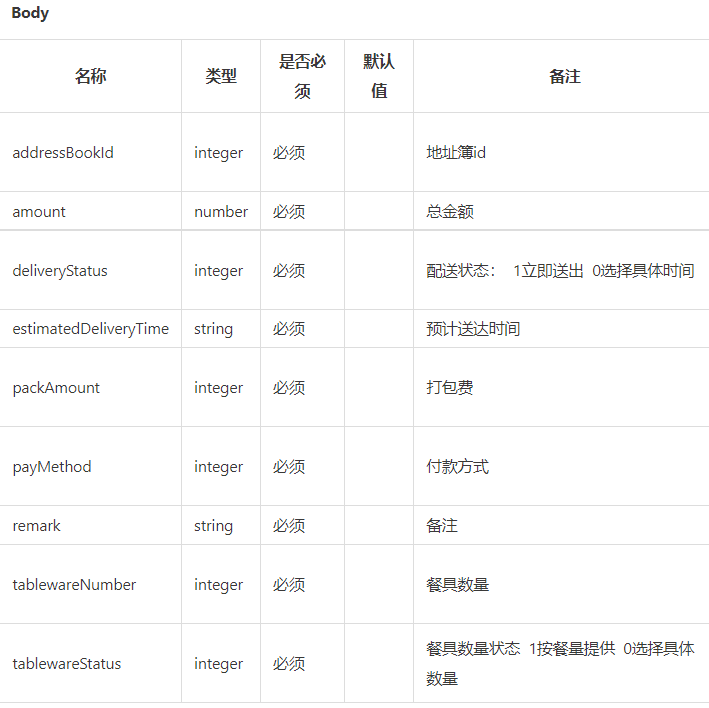 Body
名称 类型 是否必须 默认值 备注
addressBookId integer 必须 地址簿id
amount number 必须 总金额
deliveryStatus integer 必须 配送状态： 1立即送出 0选择具体时间
estimatedDeliveryTime string 必须 预计送达时间
packAmount integer 必须 打包费
payMethod integer 必须 付款方式
remark string 必须 备注
tablewareNumber integer 必须 餐具数量
tablewareStatus integer 必须 餐具数量状态 1按餐量提供 0选择具体数量